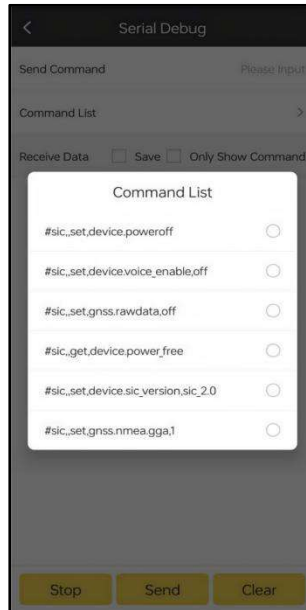 Serial Debug
Send Command Please Input
Command List
Receive Data Save Only Show Command
Command List
#sic,,set,device.poweroff
#sic,,set,device.voice_enable,off
#sic,,set,gnss.rawdata,off
#sic,,get,device.power_free
#sic,,set,device.sic_version,sic_2.0
#sic,,set,gnss.nmea.gga,1
Stop Send Clear